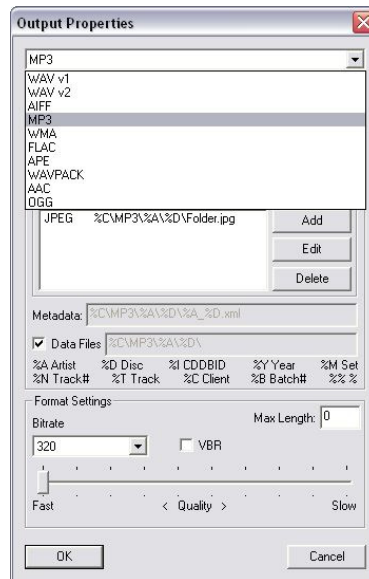 Output Properties
MP3
WAV v1
WAV v2
AIFF
MP3
WMA
FLAC
APE
WAVPACK
AAC
OGG
JPEG %C\MP3\%A\%D\Folder.jpg
Add
Edit
Delete
Metadata: %C\MP3\%A\%D\%A_%D.xml
Data Files %C\MP3\%A\%D\
%A Artist %D Disc %I CDDBID %Y Year %M Set
%N Track# %T Track %C Client %B Batch# %% %
Format Settings
Bitrate
Max Length: 0
320
VBR
Fast < Quality > Slow
OK Cancel